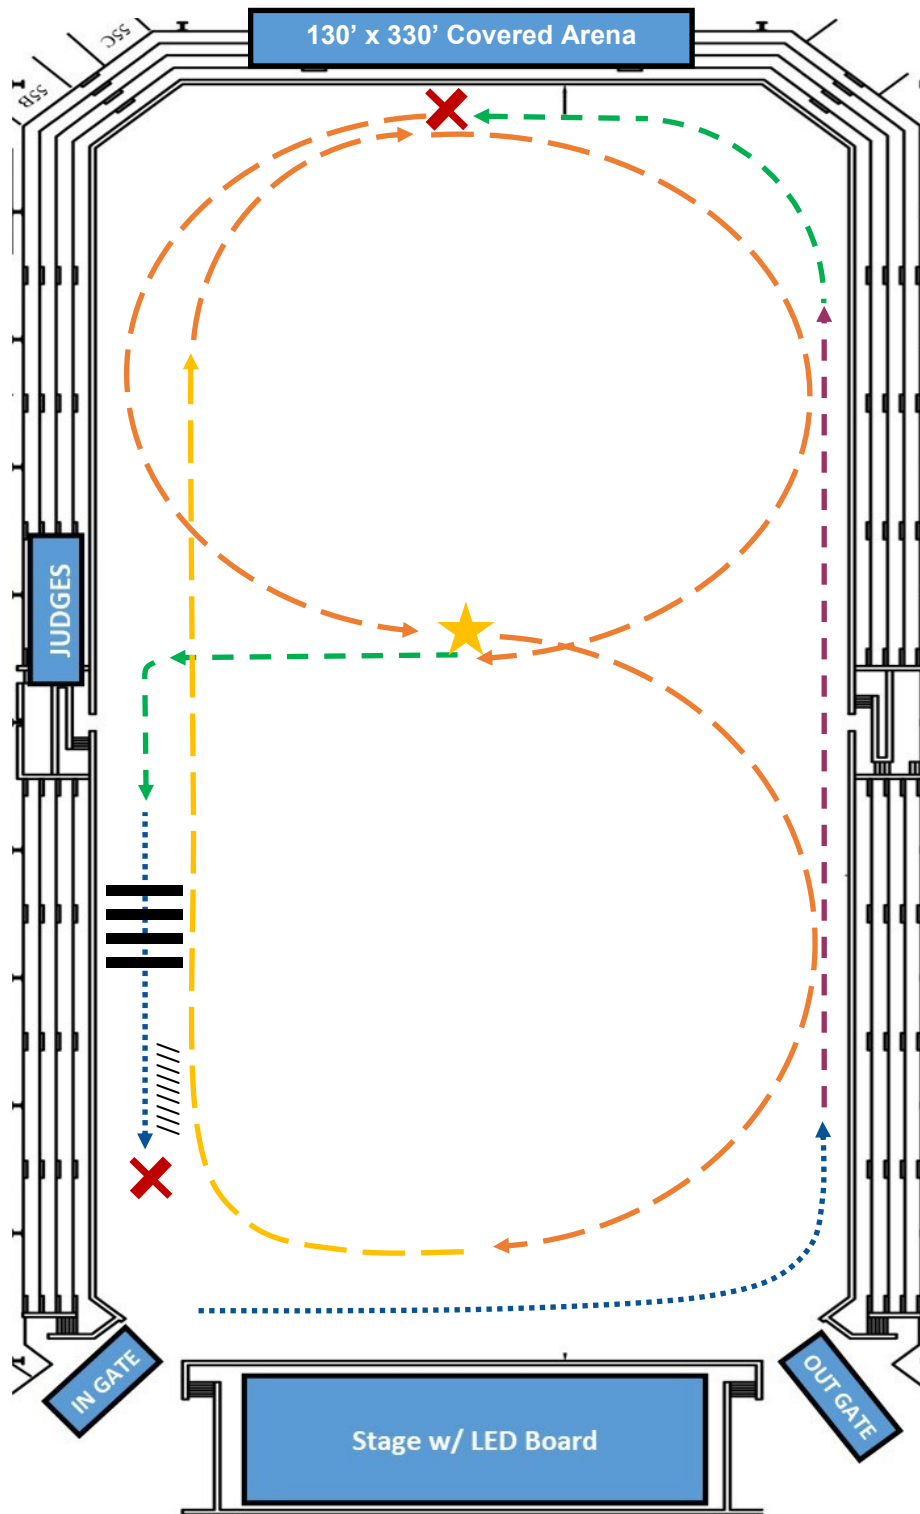 130’ x 330’ Covered Arena
55C
55B
JUDGES
IN GATE
OUT GATE
Stage w/ LED Board